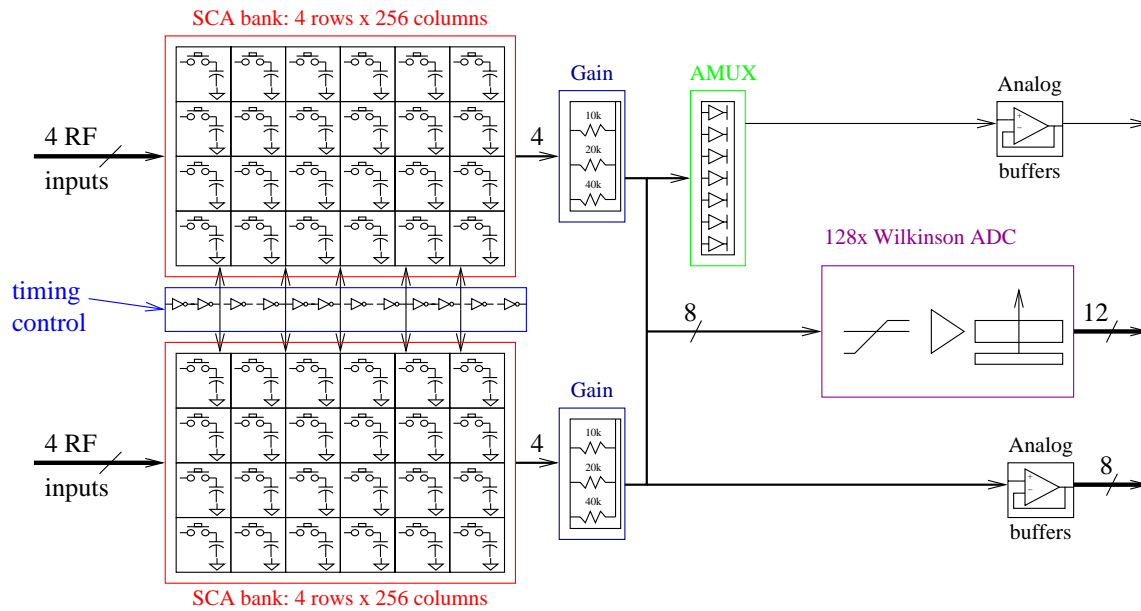 SCA bank: 4 rows x 256 columns
4 RF
inputs
4
Gain
10k
20k
40k
AMUX
Analog
+
−
buffers
timing
control
8
128x Wilkinson ADC
12
4 RF
inputs
4
Gain
10k
20k
40k
Analog
+
−
buffers
8
SCA bank: 4 rows x 256 columns